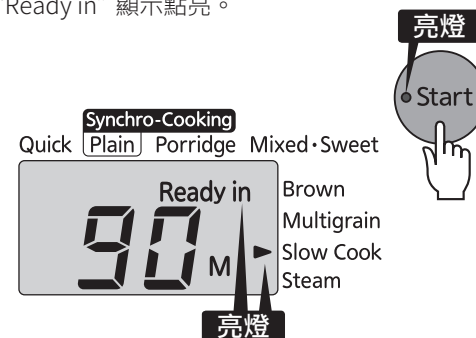 Ready in”顯示點亮。
亮燈
Start
Synchro-Cooking
Quick Plain Porridge Mixed·Sweet
Ready in
90 M
Brown
Multigrain
Slow Cook
Steam
亮燈